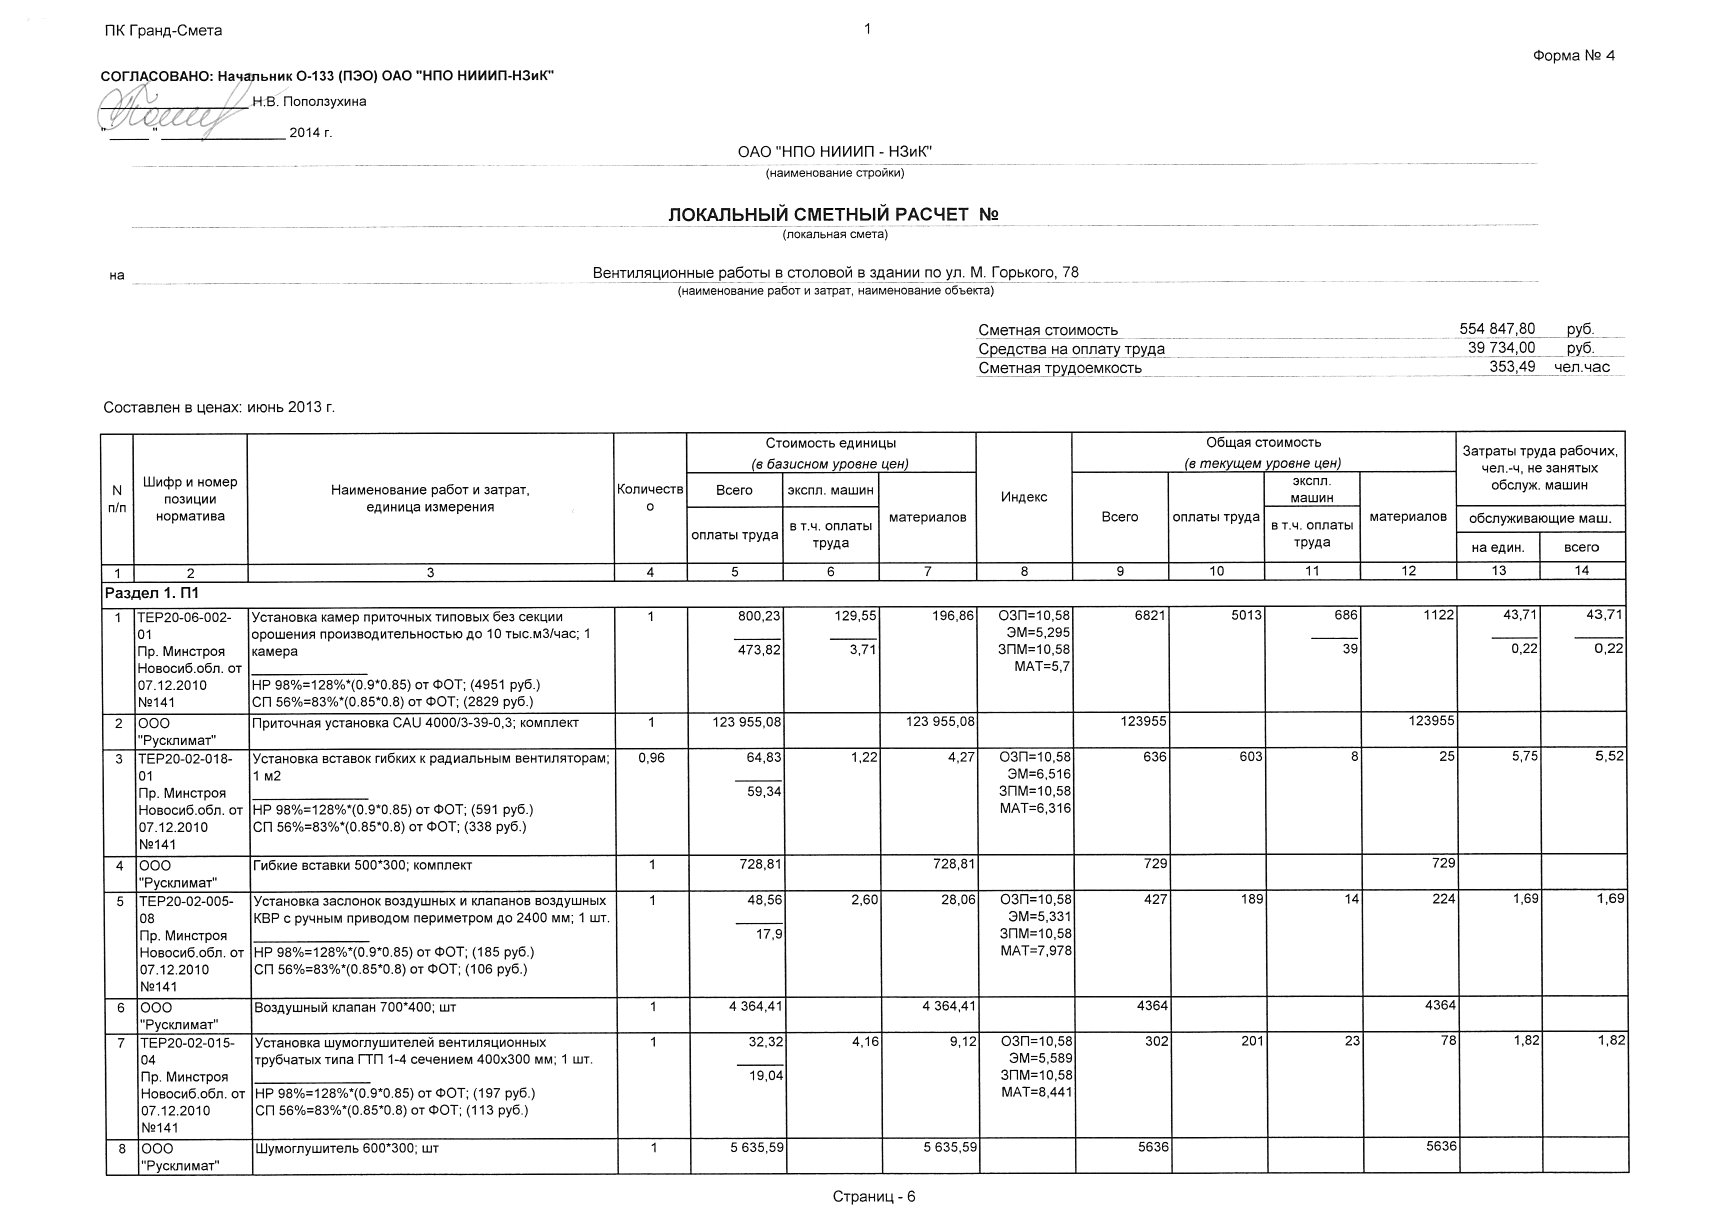 ПК Гранд-Смета
1
Форма № 4
СОГЛАСОВАНО: Начальник О-133 (ПЭО) ОАО "НПО НИИИП-НЗиК"
Н.В. Поползухина
"_____" ________________ 2014 г.
ОАО "НПО НИИИП - НЗиК"
(наименование стройки)
ЛОКАЛЬНЫЙ СМЕТНЫЙ РАСЧЕТ №
(локальная смета)
на Вентиляционные работы в столовой в здании по ул. М. Горького, 78
(наименование работ и затрат, наименование объекта)
Сметная стоимость 554 847,80 руб.
Средства на оплату труда 39 734,00 руб.
Сметная трудоемкость 353,49 чел.час
Составлен в ценах: июнь 2013 г.
N п/п
Шифр и номер позиции норматива
Наименование работ и затрат, единица измерения
Количеств о
Стоимость единицы
(в базисном уровне цен)
Всего
оплаты труда
экспл. машин
в т.ч. оплаты труда
материалов
Индекс
Общая стоимость
(в текущем уровне цен)
Всего
оплаты труда
экспл. машин
в т.ч. оплаты труда
материалов
Затраты труда рабочих, чел.-ч, не занятых обслуж. машин
обслуживающие маш.
на един. всего
1 2 3 4 5 6 7 8 9 10 11 12 13 14
Раздел 1. П1
1 ТЕР20-06-002- Установка камер приточных типовых без секции 1 800,23 129,55 196,86 ОЗП=10,58 6821 5013 686 1122 43,71 43,71
01 орошения производительностью до 10 тыс.м3/час; 1 ЭМ=5,295
Пр. Минстроя камера 473,82 3,71 ЗПМ=10,58 39 0,22 0,22
Новосиб.обл. от МАТ=5,7
07.12.2010 НР 98%=128%*(0.9*0.85) от ФОТ; (4951 руб.)
№141 СП 56%=83%*(0.85*0.8) от ФОТ; (2829 руб.)
2 ООО Приточная установка CAU 4000/3-39-0,3; комплект 1 123 955,08 123 955,08 123955 123955
"Русклимат"
3 ТЕР20-02-018- Установка вставок гибких к радиальным вентиляторам; 0,96 64,83 1,22 4,27 ОЗП=10,58 636 603 8 25 5,75 5,52
01 1 м2 ЭМ=6,516
Пр. Минстроя 59,34 ЗПМ=10,58
Новосиб.обл. от НР 98%=128%*(0.9*0.85) от ФОТ; (591 руб.) МАТ=6,316
07.12.2010 СП 56%=83%*(0.85*0.8) от ФОТ; (338 руб.)
№141
4 ООО Гибкие вставки 500*300; комплект 1 728,81 728,81 729 729
"Русклимат"
5 ТЕР20-02-005- Установка заслонок воздушных и клапанов воздушных 1 48,56 2,60 28,06 ОЗП=10,58 427 189 14 224 1,69 1,69
08 КВР с ручным приводом периметром до 2400 мм; 1 шт. ЭМ=5,331
Пр. Минстроя 17,9 ЗПМ=10,58
Новосиб.обл. от НР 98%=128%*(0.9*0.85) от ФОТ; (185 руб.) МАТ=7,978
07.12.2010 СП 56%=83%*(0.85*0.8) от ФОТ; (106 руб.)
№141
6 ООО Воздушный клапан 700*400; шт 1 4 364,41 4 364,41 4364 4364
"Русклимат"
7 ТЕР20-02-015- Установка шумоглушителей вентиляционных 1 32,32 4,16 9,12 ОЗП=10,58 302 201 23 78 1,82 1,82
04 трубчатых типа ГТП 1-4 сечением 400х300 мм; 1 шт. ЭМ=5,589
Пр. Минстроя 19,04 ЗПМ=10,58
Новосиб.обл. от НР 98%=128%*(0.9*0.85) от ФОТ; (197 руб.) МАТ=8,441
07.12.2010 СП 56%=83%*(0.85*0.8) от ФОТ; (113 руб.)
№141
8 ООО Шумоглушитель 600*300; шт 1 5 635,59 5 635,59 5636 5636
"Русклимат"
Страниц - 6